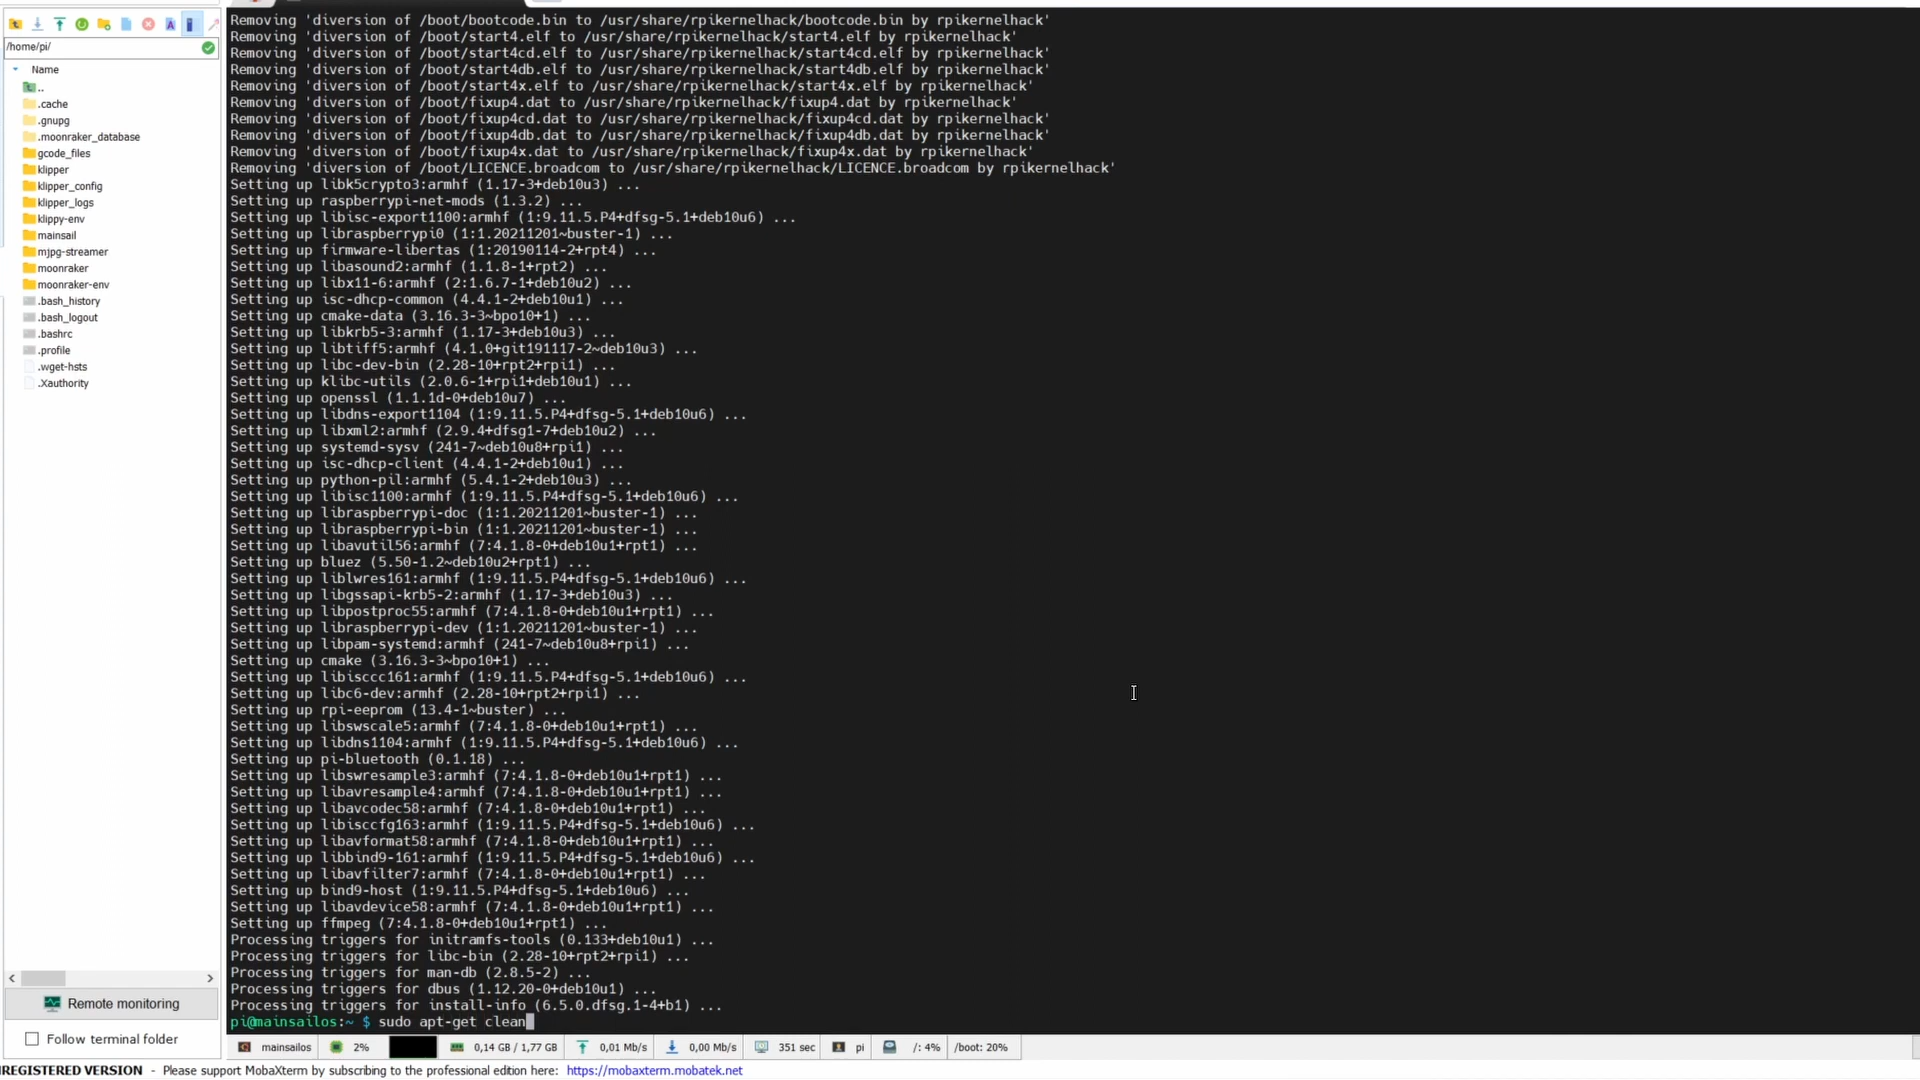 /home/pi/
Name
..
.cache
.gnupg
.moonraker_database
gcode_files
klipper
klipper_config
klipper_logs
klippy-env
mainsail
mjpg-streamer
moonraker
moonraker-env
.bash_history
.bash_logout
.bashrc
.profile
.wget-hsts
.Xauthority
Remote monitoring
Follow terminal folder
Removing 'diversion of /boot/bootcode.bin to /usr/share/rpikernelhack/bootcode.bin by rpikernelhack'
Removing 'diversion of /boot/start4.elf to /usr/share/rpikernelhack/start4.elf by rpikernelhack'
Removing 'diversion of /boot/start4cd.elf to /usr/share/rpikernelhack/start4cd.elf by rpikernelhack'
Removing 'diversion of /boot/start4db.elf to /usr/share/rpikernelhack/start4db.elf by rpikernelhack'
Removing 'diversion of /boot/start4x.elf to /usr/share/rpikernelhack/start4x.elf by rpikernelhack'
Removing 'diversion of /boot/fixup4.dat to /usr/share/rpikernelhack/fixup4.dat by rpikernelhack'
Removing 'diversion of /boot/fixup4cd.dat to /usr/share/rpikernelhack/fixup4cd.dat by rpikernelhack'
Removing 'diversion of /boot/fixup4db.dat to /usr/share/rpikernelhack/fixup4db.dat by rpikernelhack'
Removing 'diversion of /boot/fixup4x.dat to /usr/share/rpikernelhack/fixup4x.dat by rpikernelhack'
Removing 'diversion of /boot/LICENCE.broadcom to /usr/share/rpikernelhack/LICENCE.broadcom by rpikernelhack'
Setting up libk5crypto3:armhf (1.17-3+deb10u3) ...
Setting up raspberrypi-net-mods (1.3.2) ...
Setting up libisc-export1100:armhf (1:9.11.5.P4+dfsg-5.1+deb10u6) ...
Setting up libraspberrypi0 (1:1.20211201~buster-1) ...
Setting up firmware-libertas (1:20190114-2+rpt4) ...
Setting up libasound2:armhf (1.1.8-1+rpt2) ...
Setting up libx11-6:armhf (2:1.6.7-1+deb10u2) ...
Setting up isc-dhcp-common (4.4.1-2+deb10u1) ...
Setting up cmake-data (3.16.3-3~bpo10+1) ...
Setting up libkrb5-3:armhf (1.17-3+deb10u3) ...
Setting up libtiff5:armhf (4.1.0+git191117-2~deb10u3) ...
Setting up libc-dev-bin (2.28-10+rpt2+rpi1) ...
Setting up klibc-utils (2.0.6-1+rpi1+deb10u1) ...
Setting up openssl (1.1.1d-0+deb10u7) ...
Setting up libdns-export1104 (1:9.11.5.P4+dfsg-5.1+deb10u6) ...
Setting up libxml2:armhf (2.9.4+dfsg1-7+deb10u2) ...
Setting up systemd-sysv (241-7~deb10u8+rpi1) ...
Setting up isc-dhcp-client (4.4.1-2+deb10u1) ...
Setting up python-pil:armhf (5.4.1-2+deb10u3) ...
Setting up libisc1100:armhf (1:9.11.5.P4+dfsg-5.1+deb10u6) ...
Setting up libraspberrypi-doc (1:1.20211201~buster-1) ...
Setting up libraspberrypi-bin (1:1.20211201~buster-1) ...
Setting up libavutil56:armhf (7:4.1.8-0+deb10u1+rpt1) ...
Setting up bluez (5.50-1.2~deb10u2+rpt1) ...
Setting up liblwres161:armhf (1:9.11.5.P4+dfsg-5.1+deb10u6) ...
Setting up libgssapi-krb5-2:armhf (1.17-3+deb10u3) ...
Setting up libpostproc55:armhf (7:4.1.8-0+deb10u1+rpt1) ...
Setting up libraspberrypi-dev (1:1.20211201~buster-1) ...
Setting up libpam-systemd:armhf (241-7~deb10u8+rpi1) ...
Setting up cmake (3.16.3-3~bpo10+1) ...
Setting up libisccc161:armhf (1:9.11.5.P4+dfsg-5.1+deb10u6) ...
Setting up libc6-dev:armhf (2.28-10+rpt2+rpi1) ...
Setting up rpi-eeprom (13.4-1~buster) ...
Setting up libswscale5:armhf (7:4.1.8-0+deb10u1+rpt1) ...
Setting up libdns1104:armhf (1:9.11.5.P4+dfsg-5.1+deb10u6) ...
Setting up pi-bluetooth (0.1.18) ...
Setting up libswresample3:armhf (7:4.1.8-0+deb10u1+rpt1) ...
Setting up libavresample4:armhf (7:4.1.8-0+deb10u1+rpt1) ...
Setting up libavcodec58:armhf (7:4.1.8-0+deb10u1+rpt1) ...
Setting up libisccfg163:armhf (1:9.11.5.P4+dfsg-5.1+deb10u6) ...
Setting up libavformat58:armhf (7:4.1.8-0+deb10u1+rpt1) ...
Setting up libbind9-161:armhf (1:9.11.5.P4+dfsg-5.1+deb10u6) ...
Setting up libavfilter7:armhf (7:4.1.8-0+deb10u1+rpt1) ...
Setting up bind9-host (1:9.11.5.P4+dfsg-5.1+deb10u6) ...
Setting up libavdevice58:armhf (7:4.1.8-0+deb10u1+rpt1) ...
Setting up ffmpeg (7:4.1.8-0+deb10u1+rpt1) ...
Processing triggers for initramfs-tools (0.133+deb10u1) ...
Processing triggers for libc-bin (2.28-10+rpt2+rpi1) ...
Processing triggers for man-db (2.8.5-2) ...
Processing triggers for dbus (1.12.20-0+deb10u1) ...
Processing triggers for install-info (6.5.0.dfsg.1-4+b1) ...
pi@mainsailos:~ $ sudo apt-get clean
mainsailos 2% 0,14 GB / 1,77 GB 0,01 Mb/s 0,00 Mb/s 351 sec pi /: 4% /boot: 20%
REGISTERED VERSION - Please support MobaXterm by subscribing to the professional edition here: https://mobaxterm.mobatek.net